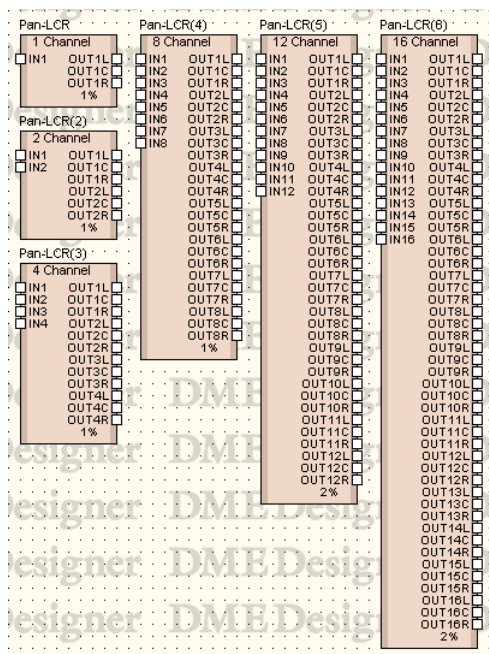 Pan-LCR
1 Channel
IN1 OUT1L
OUT1C
OUT1R
1%
Pan-LCR(2)
2 Channel
IN1 OUT1L
IN2 OUT1C
OUT1R
OUT2L
OUT2C
OUT2R
1%
Pan-LCR(3)
4 Channel
IN1 OUT1L
IN2 OUT1C
IN3 OUT1R
IN4 OUT2L
OUT2C
OUT2R
OUT3L
OUT3C
OUT3R
OUT4L
OUT4C
OUT4R
1%
Pan-LCR(4)
8 Channel
IN1 OUT1L
IN2 OUT1C
IN3 OUT1R
IN4 OUT2L
IN5 OUT2C
IN6 OUT2R
IN7 OUT3L
IN8 OUT3C
OUT3R
OUT4L
OUT4C
OUT4R
OUT5L
OUT5C
OUT5R
OUT6L
OUT6C
OUT6R
OUT7L
OUT7C
OUT7R
OUT8L
OUT8C
OUT8R
1%
Pan-LCR(5)
12 Channel
IN1 OUT1L
IN2 OUT1C
IN3 OUT1R
IN4 OUT2L
IN5 OUT2C
IN6 OUT2R
IN7 OUT3L
IN8 OUT3C
IN9 OUT3R
IN10 OUT4L
IN11 OUT4C
IN12 OUT4R
OUT5L
OUT5C
OUT5R
OUT6L
OUT6C
OUT6R
OUT7L
OUT7C
OUT7R
OUT8L
OUT8C
OUT8R
OUT9L
OUT9C
OUT9R
OUT10L
OUT10C
OUT10R
OUT11L
OUT11C
OUT11R
OUT12L
OUT12C
OUT12R
2%
Pan-LCR(6)
16 Channel
IN1 OUT1L
IN2 OUT1C
IN3 OUT1R
IN4 OUT2L
IN5 OUT2C
IN6 OUT2R
IN7 OUT3L
IN8 OUT3C
IN9 OUT3R
IN10 OUT4L
IN11 OUT4C
IN12 OUT4R
IN13 OUT5L
IN14 OUT5C
IN15 OUT5R
IN16 OUT6L
OUT6C
OUT6R
OUT7L
OUT7C
OUT7R
OUT8L
OUT8C
OUT8R
OUT9L
OUT9C
OUT9R
OUT10L
OUT10C
OUT10R
OUT11L
OUT11C
OUT11R
OUT12L
OUT12C
OUT12R
OUT13L
OUT13C
OUT13R
OUT14L
OUT14C
OUT14R
OUT15L
OUT15C
OUT15R
OUT16L
OUT16C
OUT16R
2%
esigner DME
esigner DME Design
esigner DME Design